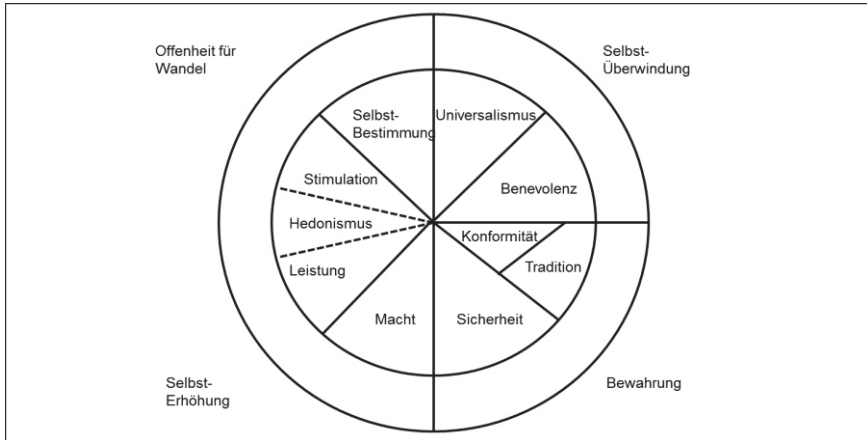 Offenheit für
Wandel
Selbst-
Überwindung
Selbst-
Bestimmung
Universalismus
Stimulation
Benevolenz
Hedonismus
Konformität
Leistung
Tradition
Macht
Sicherheit
Selbst-
Erhöhung
Bewahrung